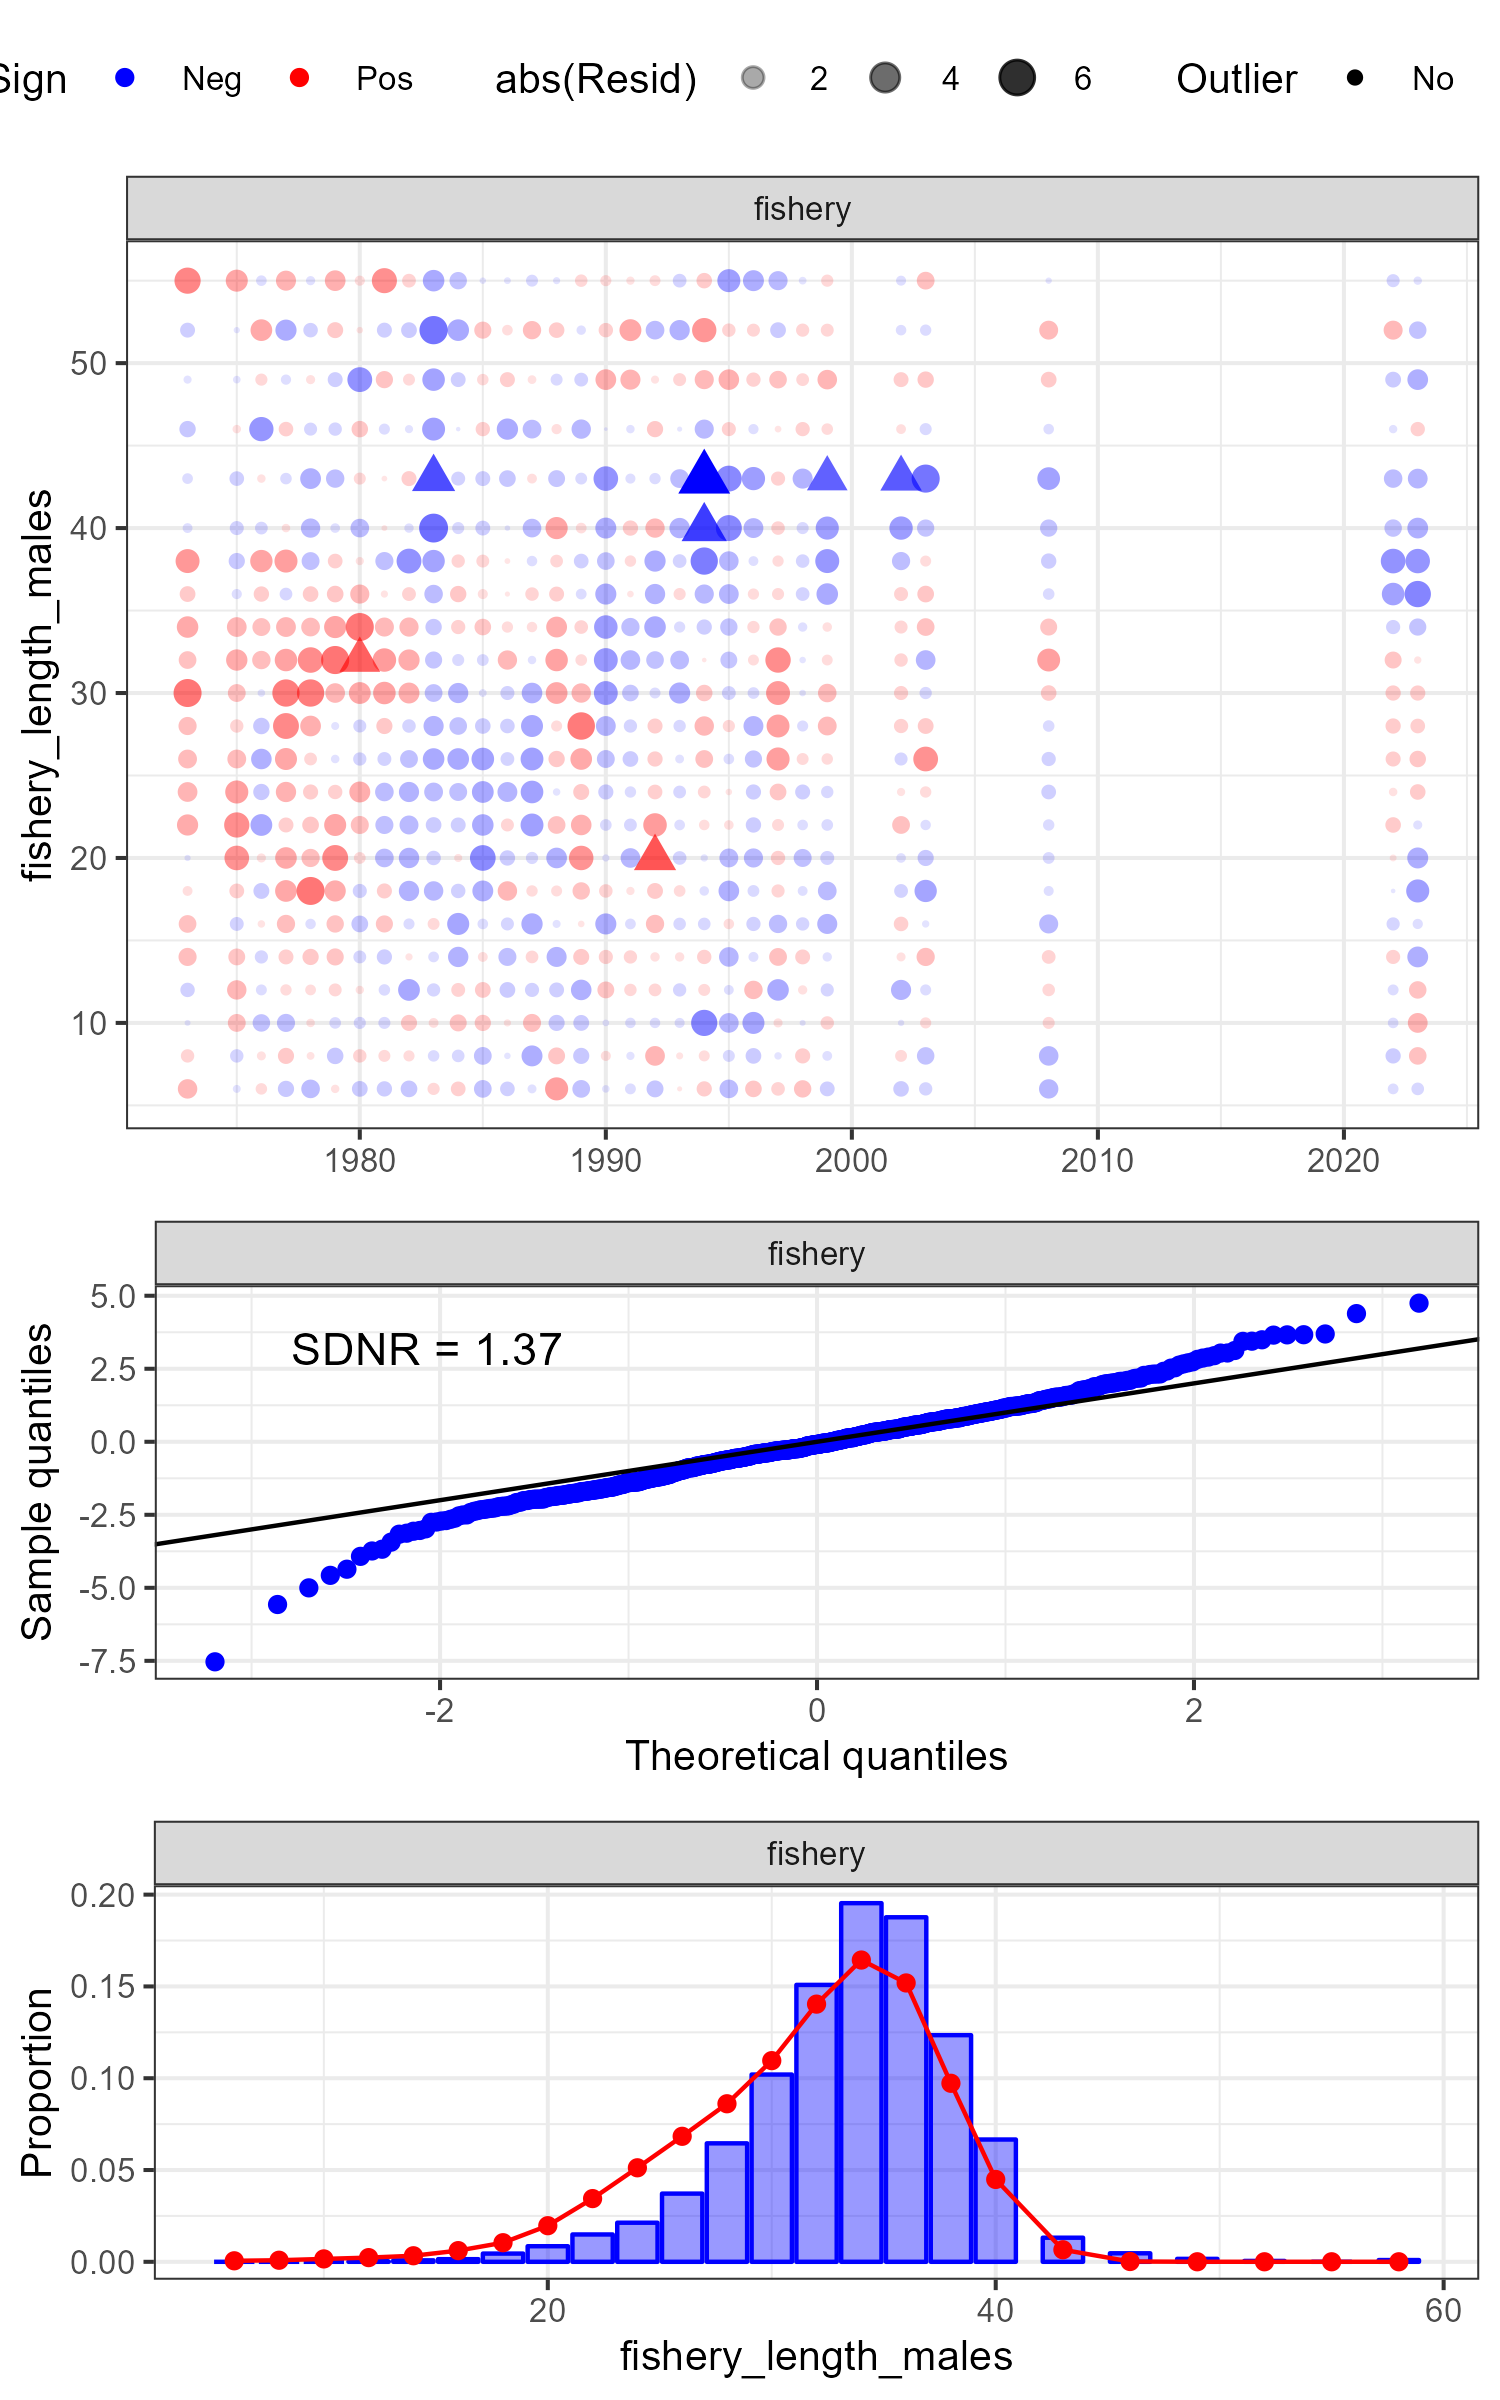 Sign Neg Pos abs(Resid) 2 4 6 Outlier No
fishery
50
40
30
20
10
fishery_length_males
1980 1990 2000 2010 2020
fishery
SDNR = 1.37
5.0
2.5
0.0
-2.5
-5.0
-7.5
Sample quantiles
-2 0 2
Theoretical quantiles
fishery
0.20
0.15
0.10
0.05
0.00
Proportion
20 40 60
fishery_length_males